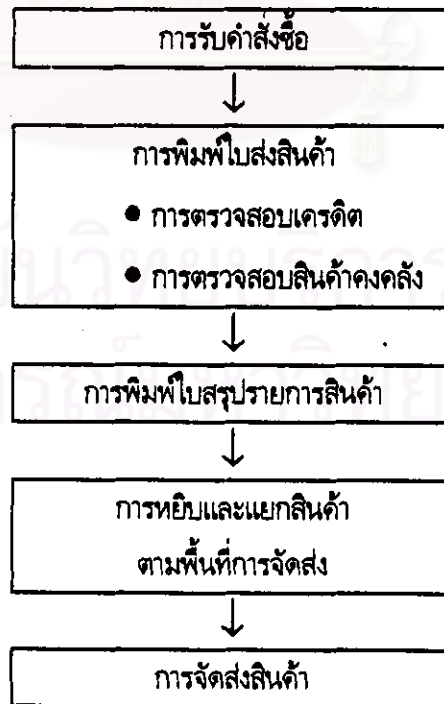 การรับคำสั่งซื้อ
การพิมพ์ใบส่งสินค้า
● การตรวจสอบเครดิต
● การตรวจสอบสินค้าคงคลัง
การพิมพ์ใบสรุปรายการสินค้า
การหยิบและแยกสินค้า
ตามพื้นที่การจัดส่ง
การจัดส่งสินค้า